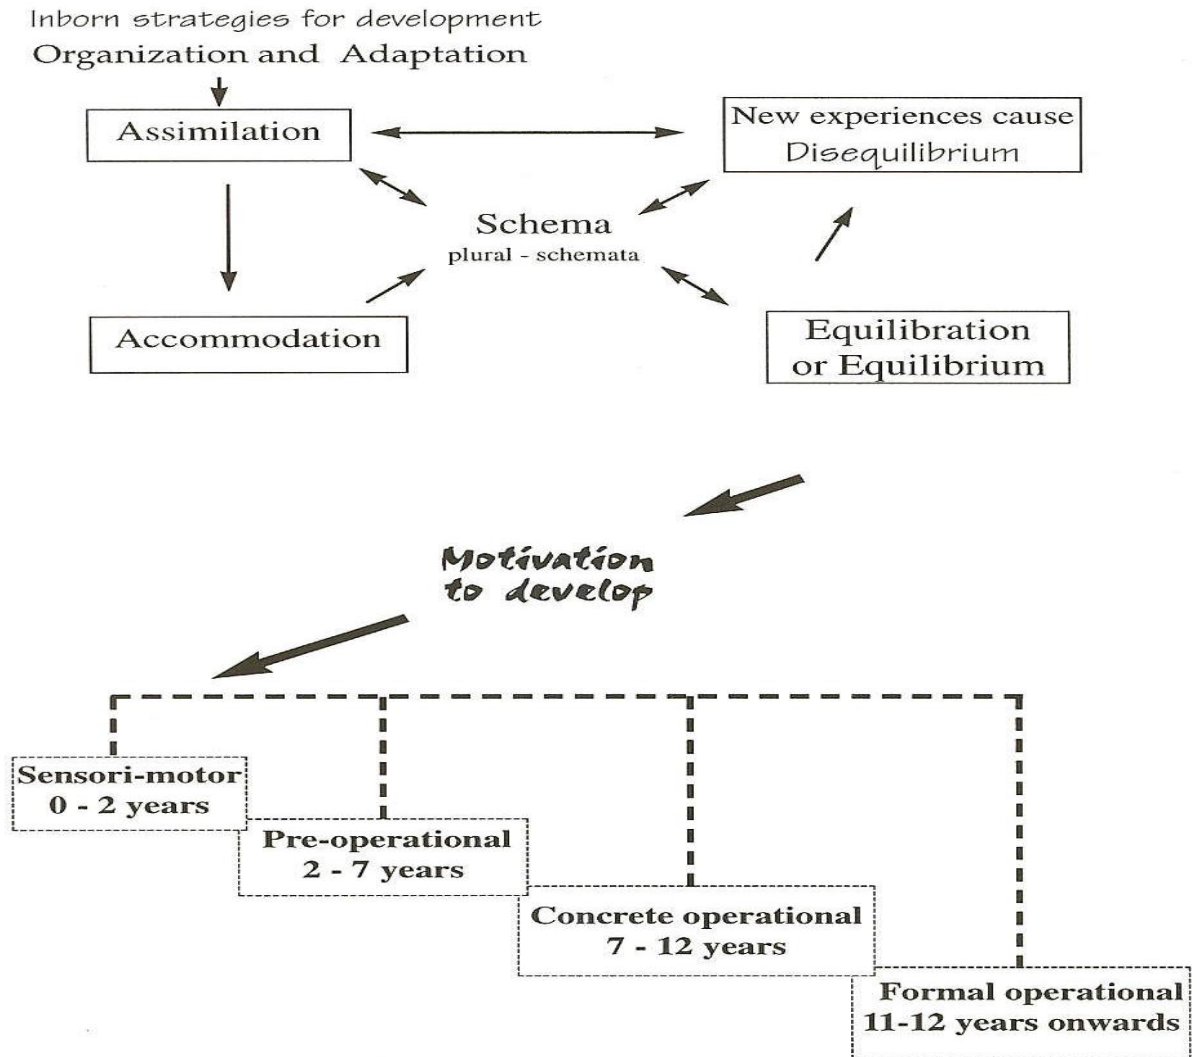 Inborn strategies for development
Organization and Adaptation
Assimilation
New experiences cause
Disequilibrium
Schema
plural - schemata
Accommodation
Equilibration
or Equilibrium
Motivation
to develop
Sensori-motor
0 - 2 years
Pre-operational
2 - 7 years
Concrete operational
7 - 12 years
Formal operational
11-12 years onwards